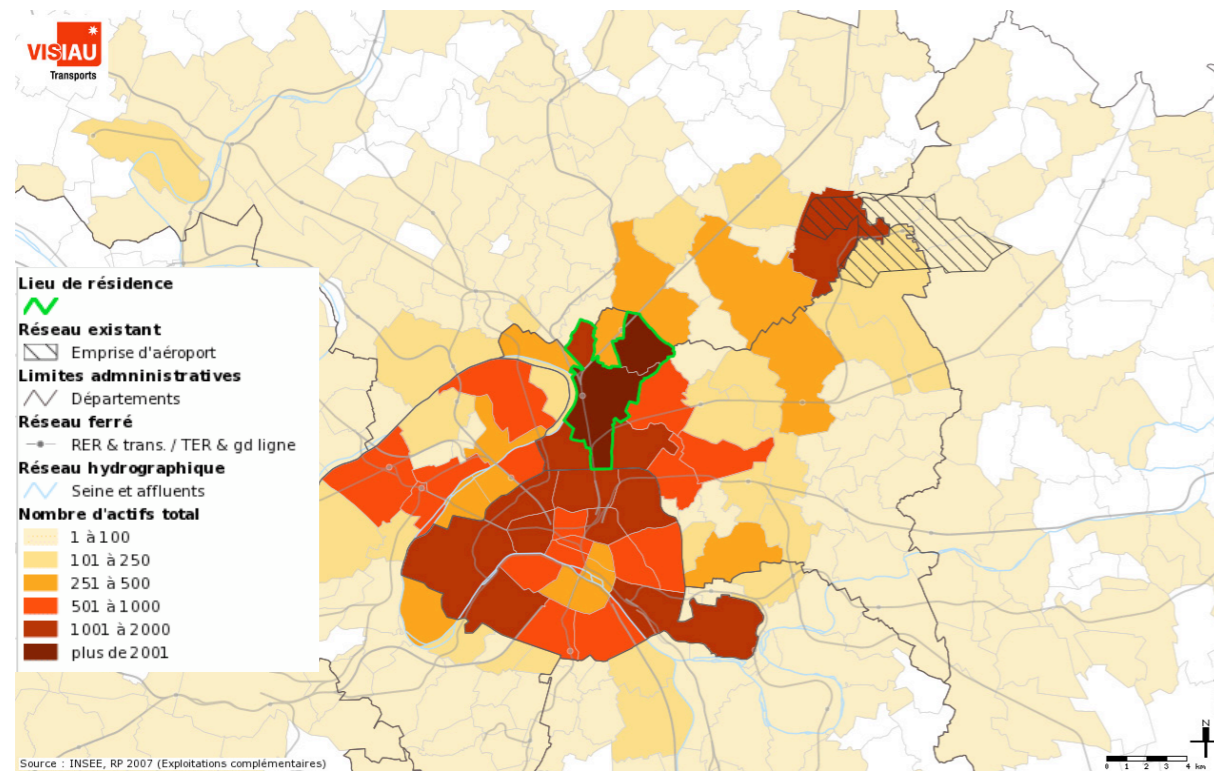 VISIAU
Transports
Lieu de résidence
Réseau existant
Emprise d'aéroport
Limites admninistratives
Départements
Réseau ferré
RER & trans. / TER & gd ligne
Réseau hydrographique
Seine et affluents
Nombre d'actifs total
1 à 100
101 à 250
251 à 500
501 à 1000
1001 à 2000
plus de 2001
Source : INSEE, RP 2007 (Exploitations complémentaires)
N
0 1 2 3 4 km